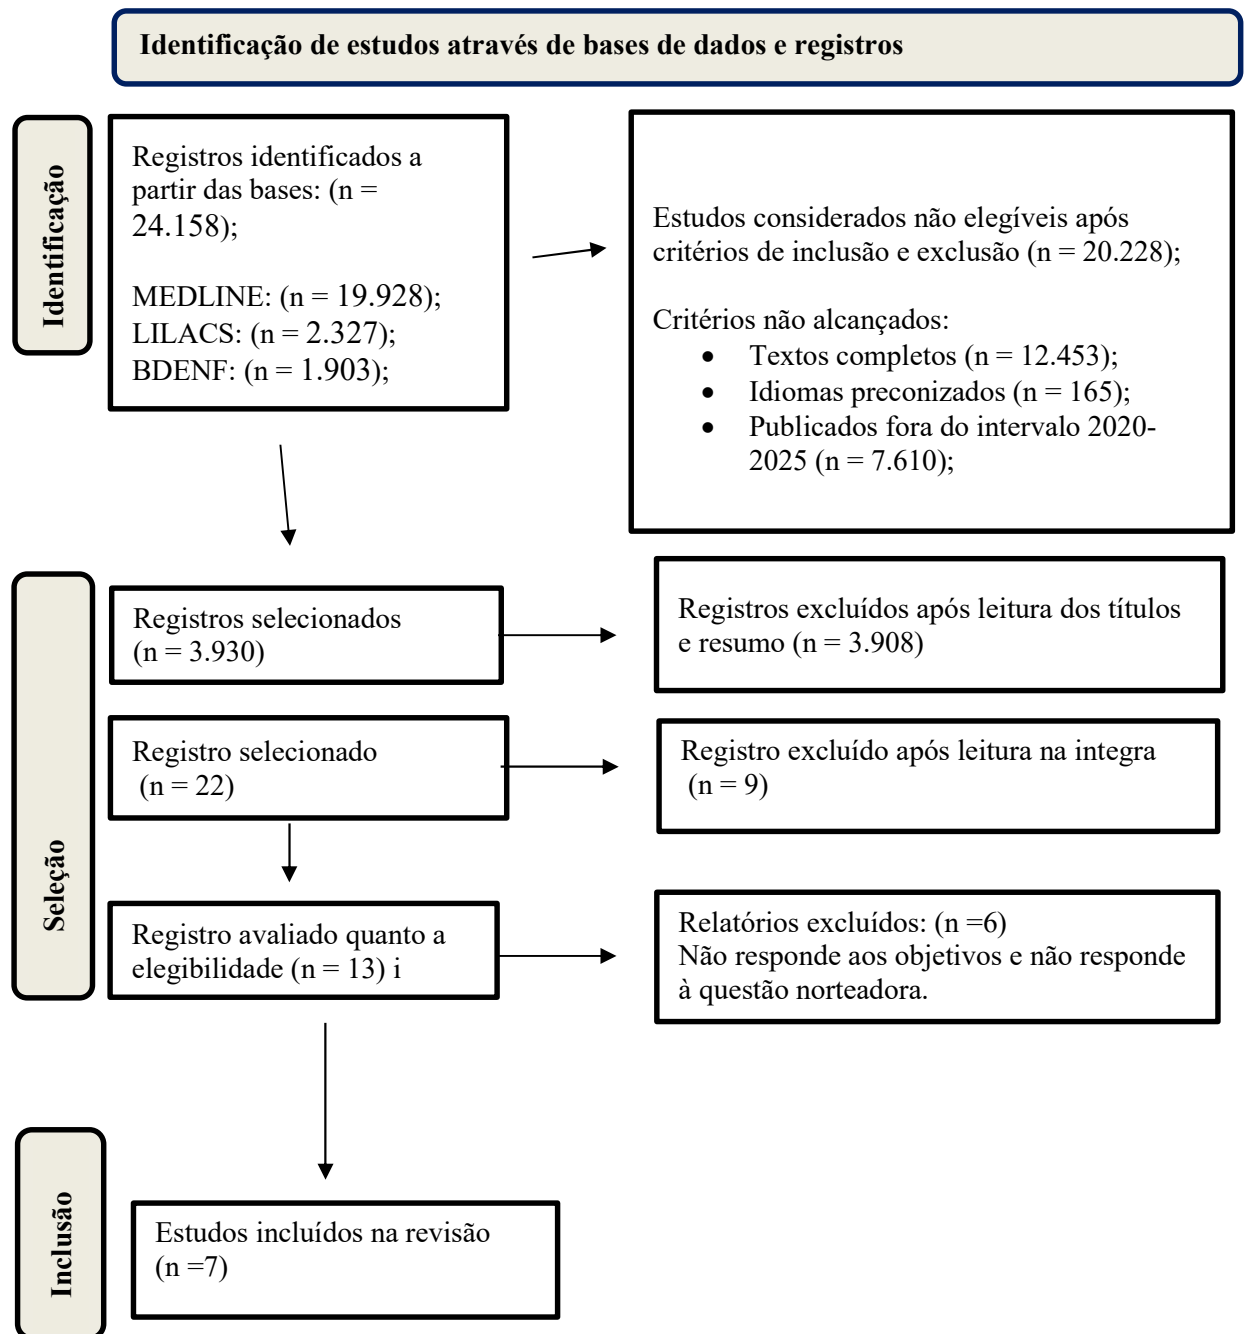 Identificação de estudos através de bases de dados e registros
Identificação
Registros identificados a
partir das bases: (n =
24.158);
MEDLINE: (n = 19.928);
LILACS: (n = 2.327);
BDENF: (n = 1.903);
Estudos considerados não elegíveis após
critérios de inclusão e exclusão (n = 20.228);
Critérios não alcançados:
• Textos completos (n = 12.453);
• Idiomas preconizados (n = 165);
• Publicados fora do intervalo 2020-
2025 (n = 7.610);
Seleção
Registros selecionados
(n = 3.930)
Registros excluídos após leitura dos títulos
e resumo (n = 3.908)
Registro selecionado
(n = 22)
Registro excluído após leitura na integra
(n = 9)
Registro avaliado quanto a
elegibilidade (n = 13) i
Relatórios excluídos: (n =6)
Não responde aos objetivos e não responde
à questão norteadora.
Inclusão
Estudos incluídos na revisão
(n =7)